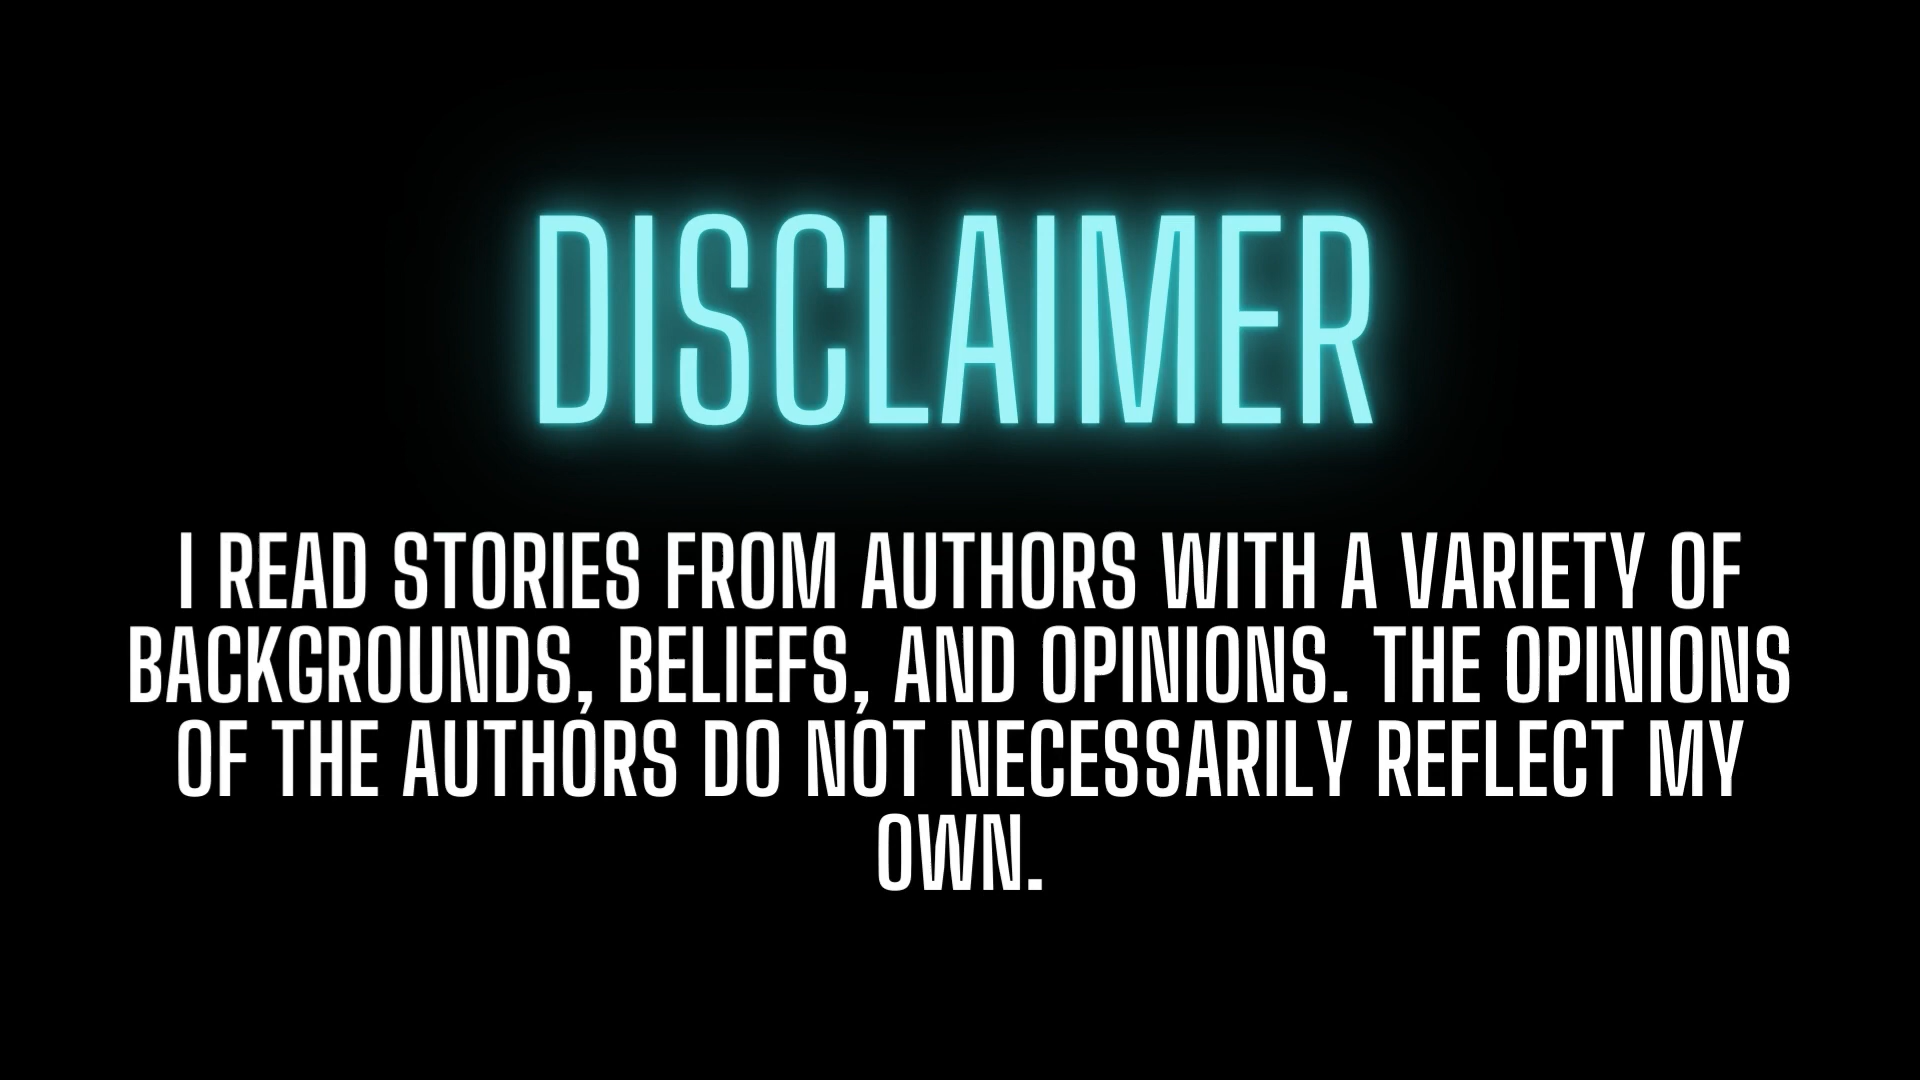 DISCLAIMER
I READ STORIES FROM AUTHORS WITH A VARIETY OF
BACKGROUNDS, BELIEFS, AND OPINIONS. THE OPINIONS
OF THE AUTHORS DO NOT NECESSARILY REFLECT MY
OWN.